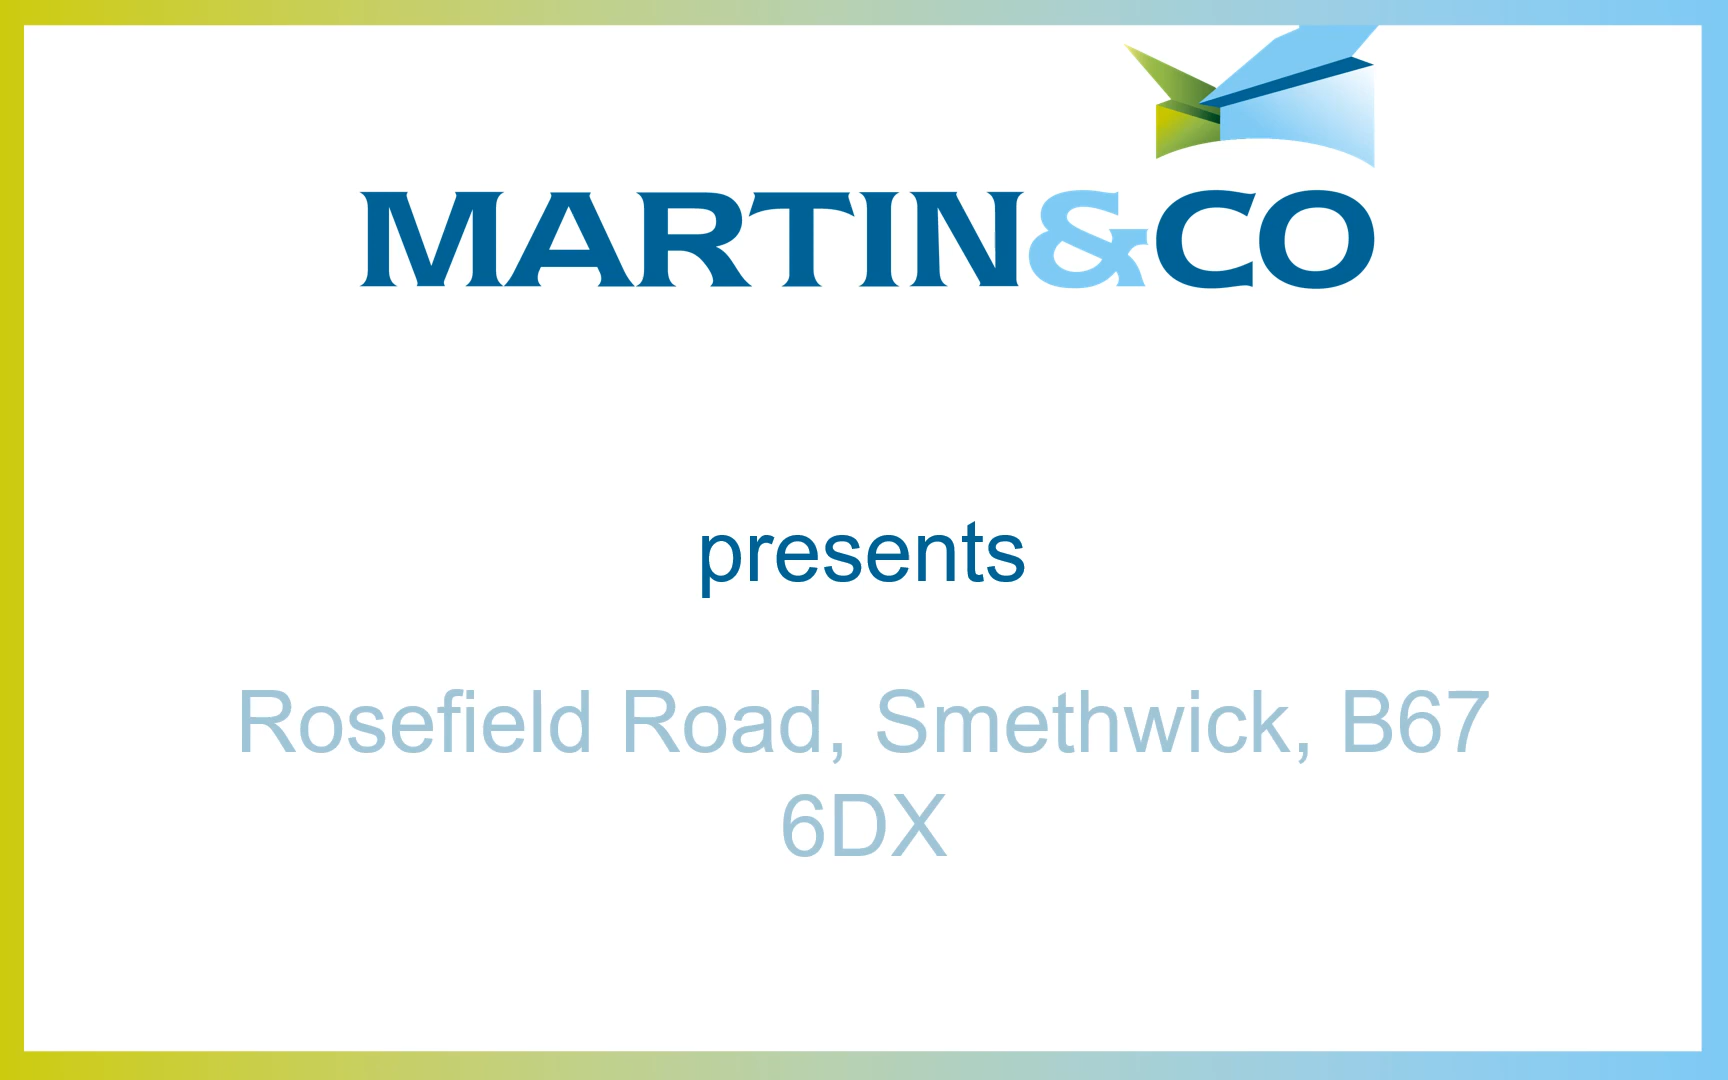 MARTIN&CO
presents
Rosefield Road, Smethwick, B67
6DX